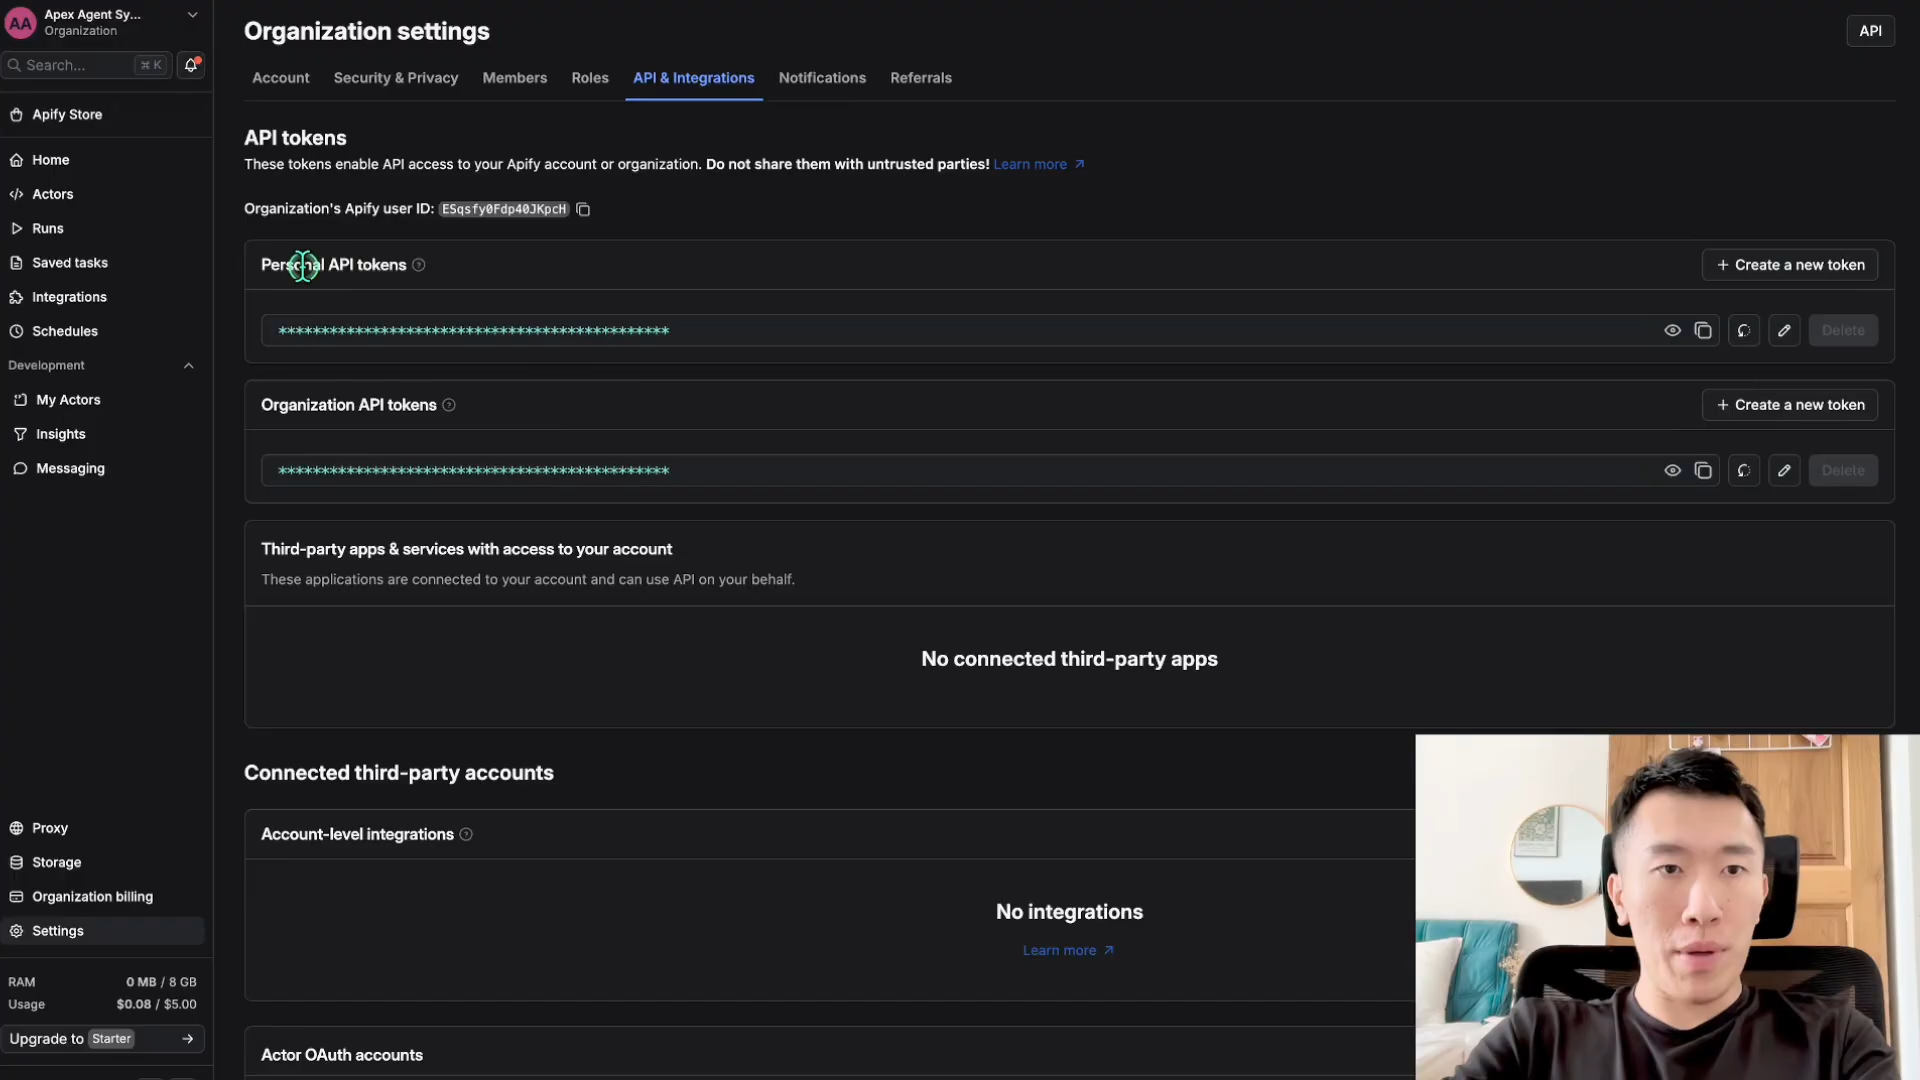 AA
Apex Agent Sy...
Organization
Search...
⌘ K
Apify Store
Home
Actors
Runs
Saved tasks
Integrations
Schedules
Development
My Actors
Insights
Messaging
Proxy
Storage
Organization billing
Settings
RAM 0 MB / 8 GB
Usage $0.08 / $5.00
Upgrade to Starter
Organization settings
API
Account Security & Privacy Members Roles API & Integrations Notifications Referrals
API tokens
These tokens enable API access to your Apify account or organization. Do not share them with untrusted parties! Learn more
Organization's Apify user ID: ESqsfy0Fdp40JKpcH
Personal API tokens
+ Create a new token
**********************************************
Delete
Organization API tokens
+ Create a new token
**********************************************
Delete
Third-party apps & services with access to your account
These applications are connected to your account and can use API on your behalf.
No connected third-party apps
Connected third-party accounts
Account-level integrations
No integrations
Learn more
Actor OAuth accounts